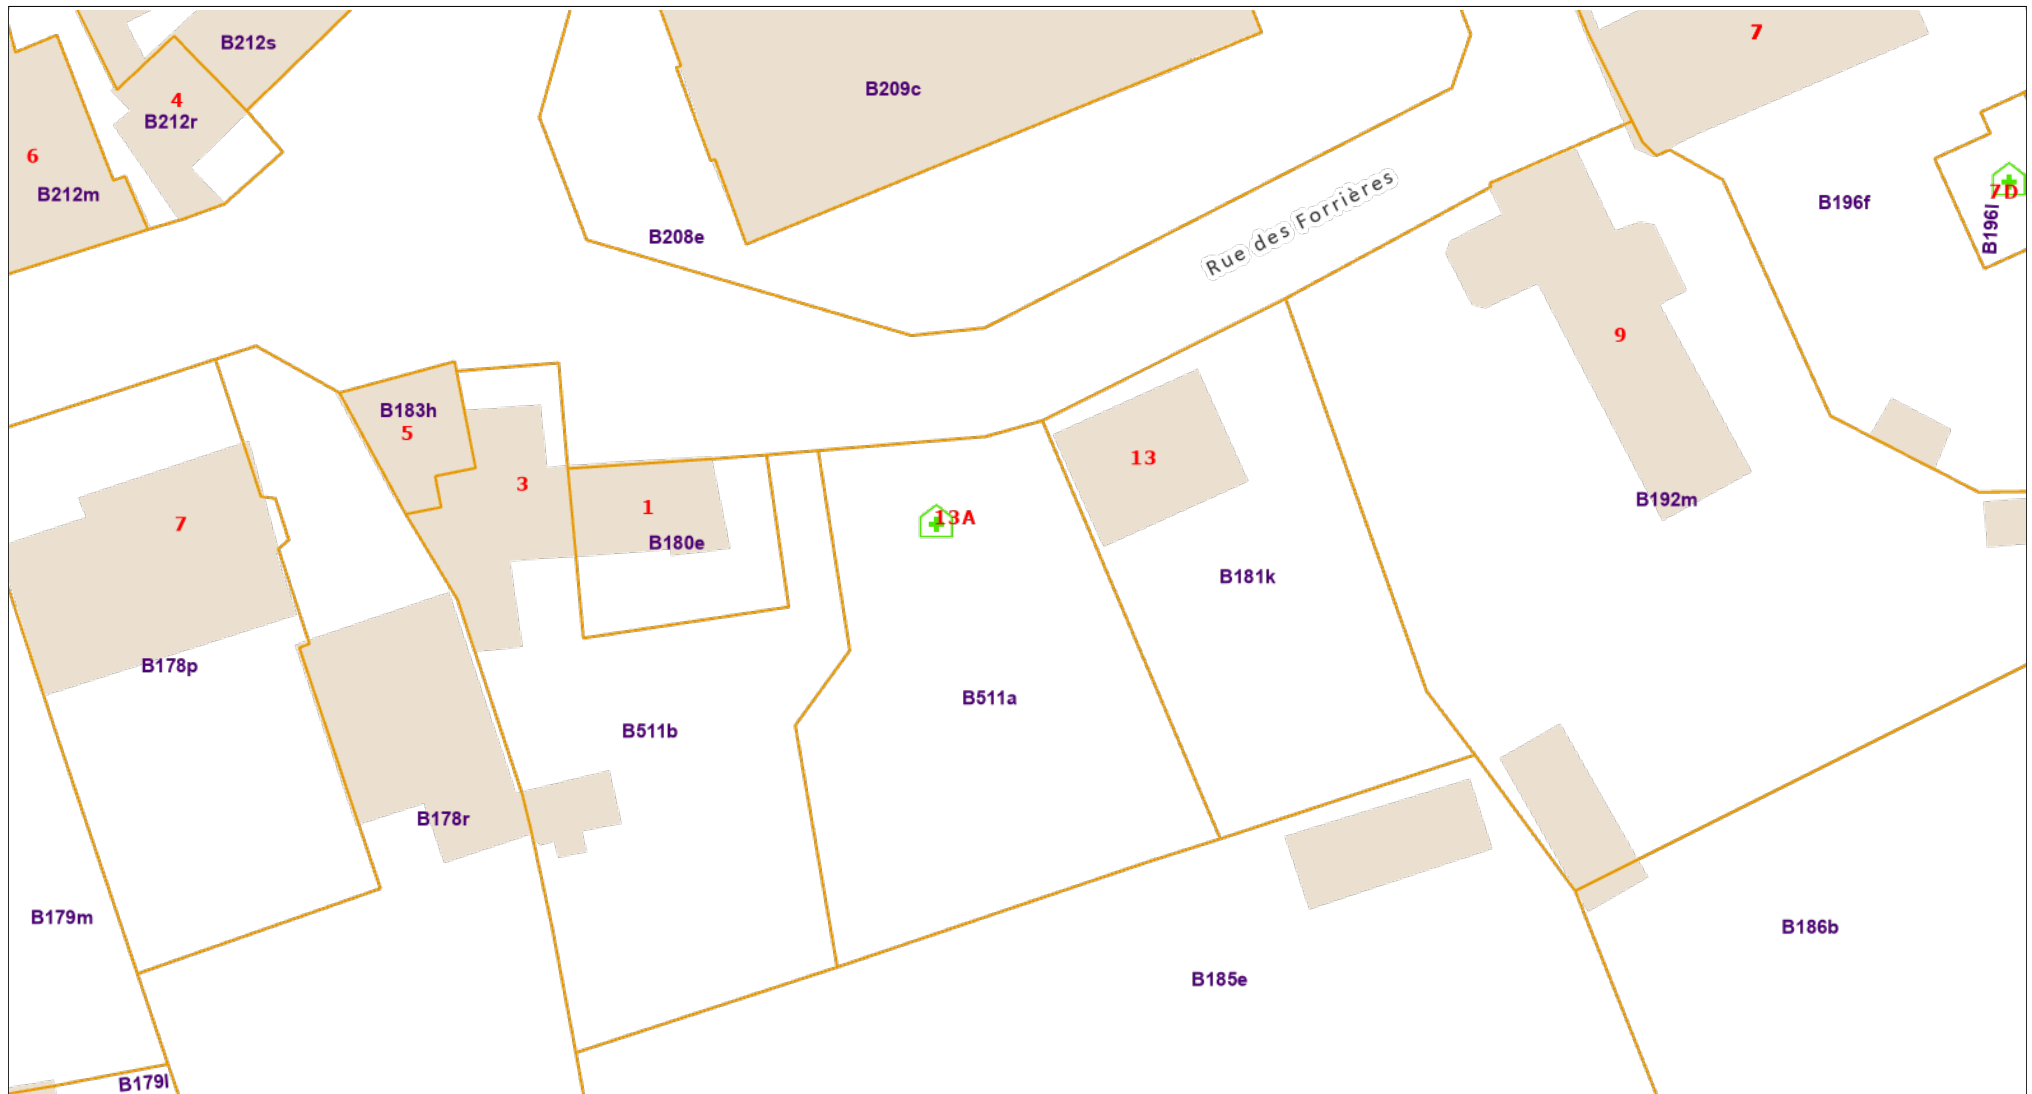 B212s
7
B209c
4
B212r
6
B212m
7D
B196f
B196l
Rue des Forrières
B208e
9
B183h
5
13
3
B192m
1
13A
7
B180e
B181k
B178p
B511a
B511b
B178r
B179m
B186b
B185e
B179l